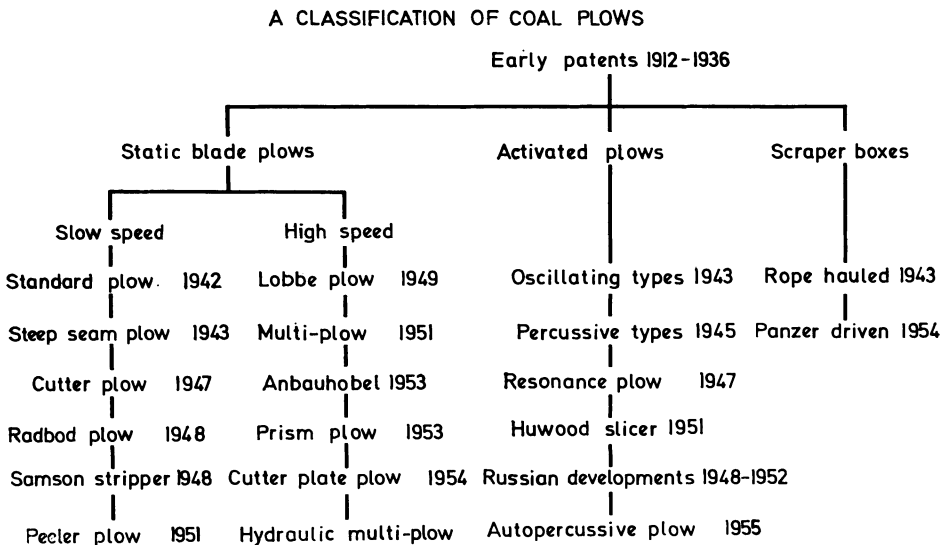 A CLASSIFICATION OF COAL PLOWS
Early patents 1912-1936
Static blade plows
Activated plows
Scraper boxes
Slow speed
High speed
Standard plow. 1942
Lobbe plow 1949
Oscillating types 1943
Rope hauled 1943
Steep seam plow 1943
Multi-plow 1951
Percussive types 1945
Panzer driven 1954
Cutter plow 1947
Anbauhobel 1953
Resonance plow 1947
Radbod plow 1948
Prism plow 1953
Huwood slicer 1951
Samson stripper 1948
Cutter plate plow 1954
Russian developments 1948-1952
Peeler plow 1951
Hydraulic multi-plow
Autopercussive plow 1955